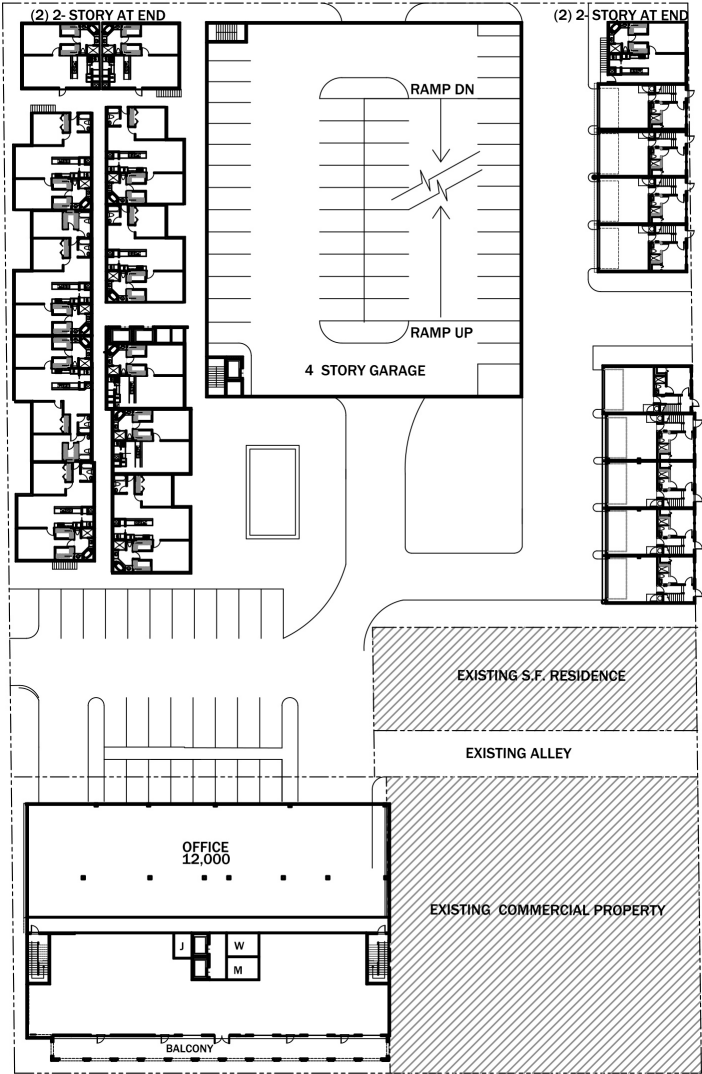 (2) 2- STORY AT END
(2) 2- STORY AT END
RAMP DN
RAMP UP
4 STORY GARAGE
EXISTING S.F. RESIDENCE
EXISTING ALLEY
OFFICE
12,000
EXISTING COMMERCIAL PROPERTY
J
W
M
BALCONY